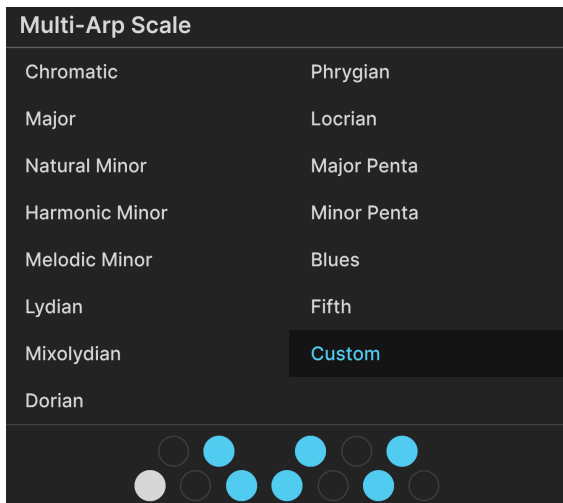 Multi-Arp Scale
Chromatic
Major
Natural Minor
Harmonic Minor
Melodic Minor
Lydian
Mixolydian
Dorian
Phrygian
Locrian
Major Penta
Minor Penta
Blues
Fifth
Custom